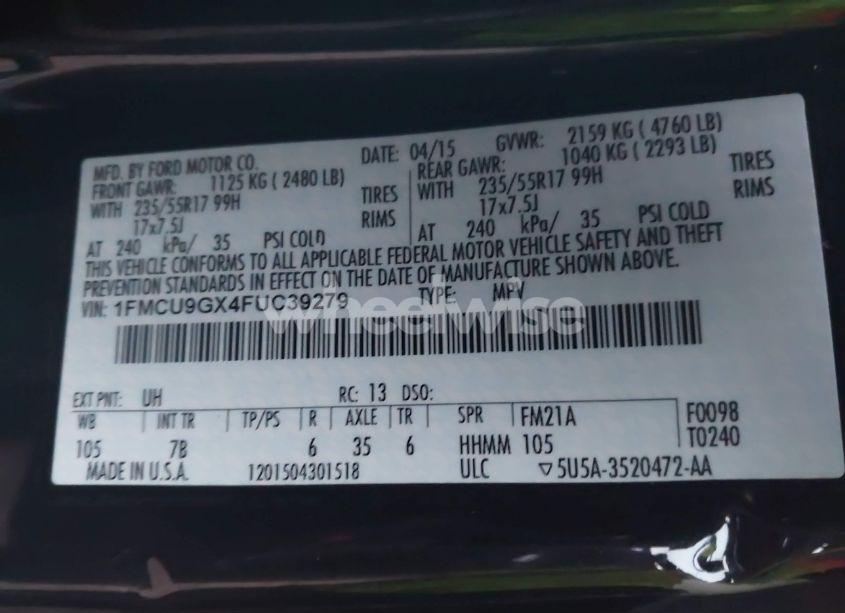 MFD. BY FORD MOTOR CO. DATE: 04/15 GVWR: 2159 KG ( 4760 LB)
FRONT GAWR: 1125 KG ( 2480 LB) REAR GAWR: 1040 KG ( 2293 LB)
WITH 235/55R17 99H TIRES WITH 235/55R17 99H TIRES
17x7.5J RIMS 17x7.5J RIMS
AT 240 kPa/ 35 PSI COLD AT 240 kPa/ 35 PSI COLD
THIS VEHICLE CONFORMS TO ALL APPLICABLE FEDERAL MOTOR VEHICLE SAFETY AND THEFT
PREVENTION STANDARDS IN EFFECT ON THE DATE OF MANUFACTURE SHOWN ABOVE.
VIN: 1FMCU9GX4FUC39279 TYPE: MPV
wheelwise
EXT PNT: UH RC: 13 DSO:
WB INT TR TP/PS R AXLE TR SPR FM21A F0098
105 7B 6 35 6 HHMM 105 T0240
MADE IN U.S.A. 1201504301518 ULC ▽5U5A-3520472-AA